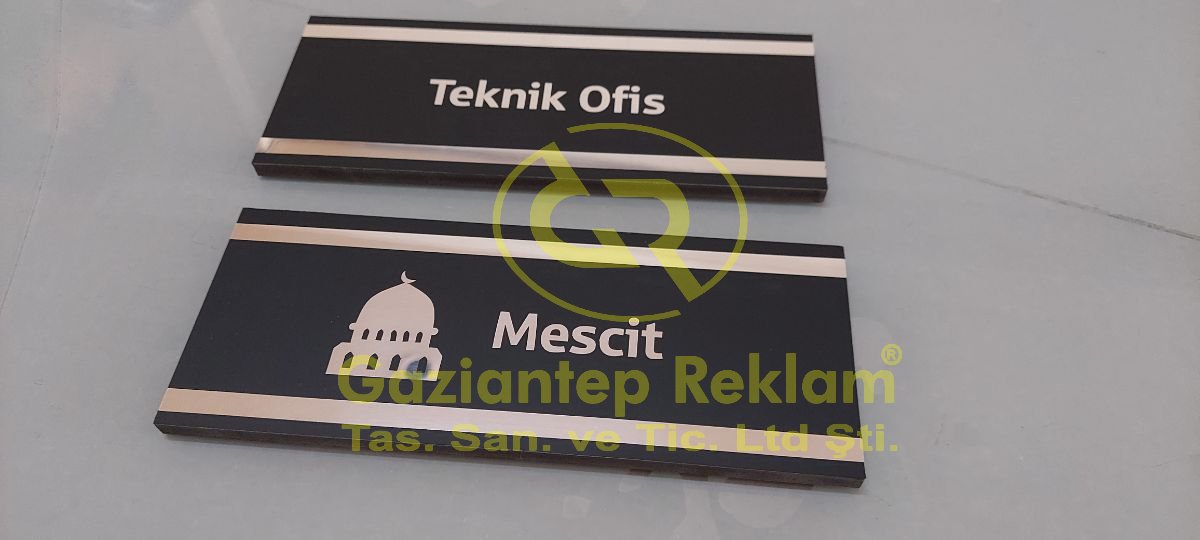 Teknik Ofis
Mescit
Gaziantep Reklam®
Tas. San. ve Tic. Ltd Şti.